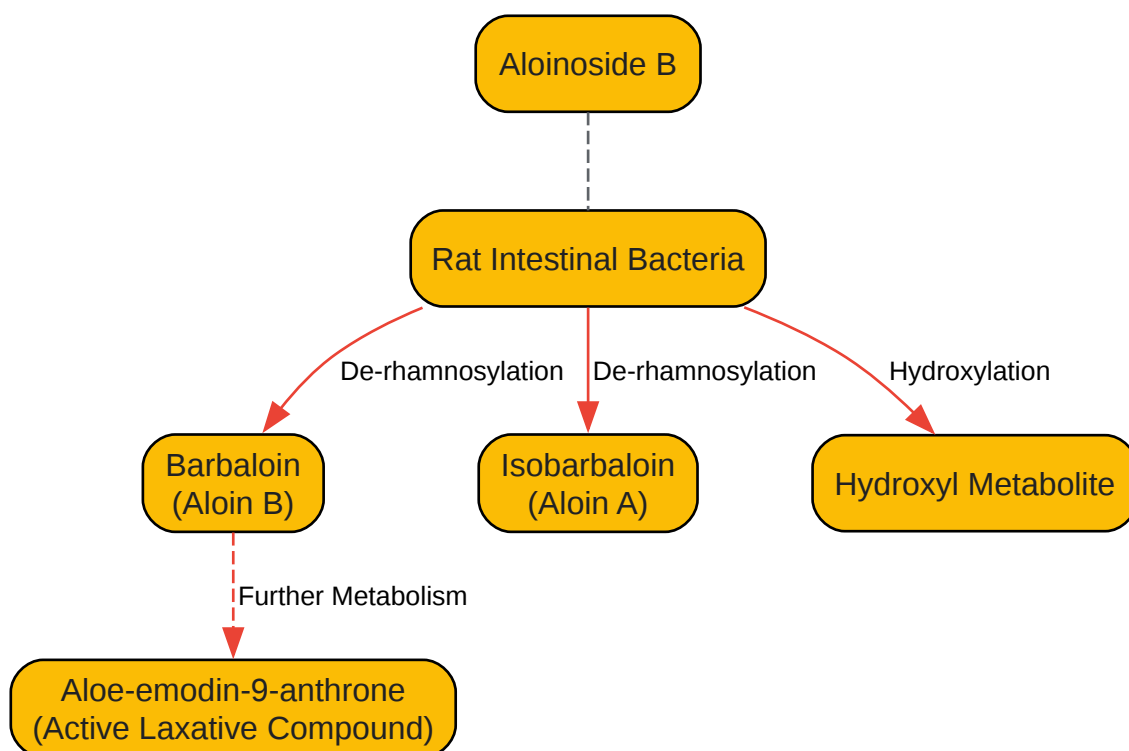 Aloinoside B
Rat Intestinal Bacteria
De-rhamnosylation
De-rhamnosylation
Hydroxylation
Barbaloin
(Aloin B)
Isobarbaloin
(Aloin A)
Hydroxyl Metabolite
Further Metabolism
Aloe-emodin-9-anthrone
(Active Laxative Compound)